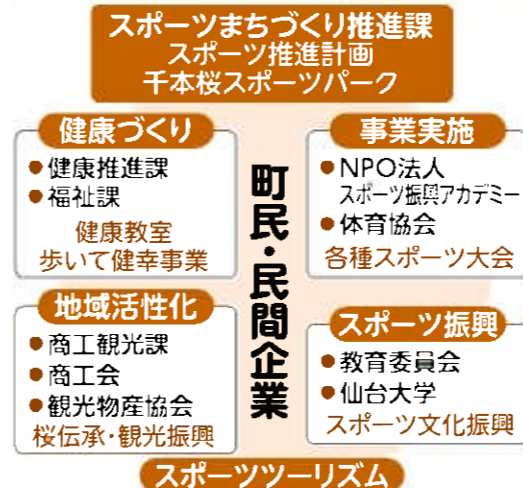 スポーツまちづくり推進課
スポーツ推進計画
千本桜スポーツパーク
健康づくり
●健康推進課
●福祉課
健康教室
歩いて健幸事業
事業実施
●NPO法人
スポーツ振興アカデミー
●体育協会
各種スポーツ大会
町民・民間企業
地域活性化
●商工観光課
●商工会
●観光物産協会
桜伝承・観光振興
スポーツ振興
●教育委員会
●仙台大学
スポーツ文化振興
スポーツツーリズム